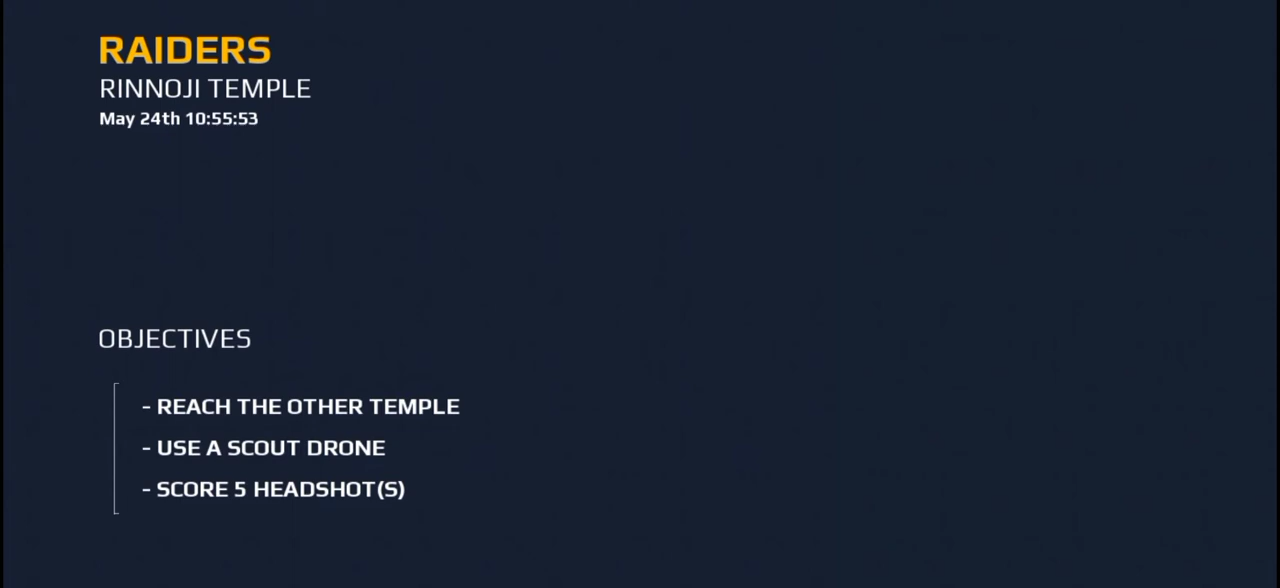 RAIDERS
RINNOJI TEMPLE
May 24th 10:55:53
OBJECTIVES
- REACH THE OTHER TEMPLE
- USE A SCOUT DRONE
- SCORE 5 HEADSHOT(S)